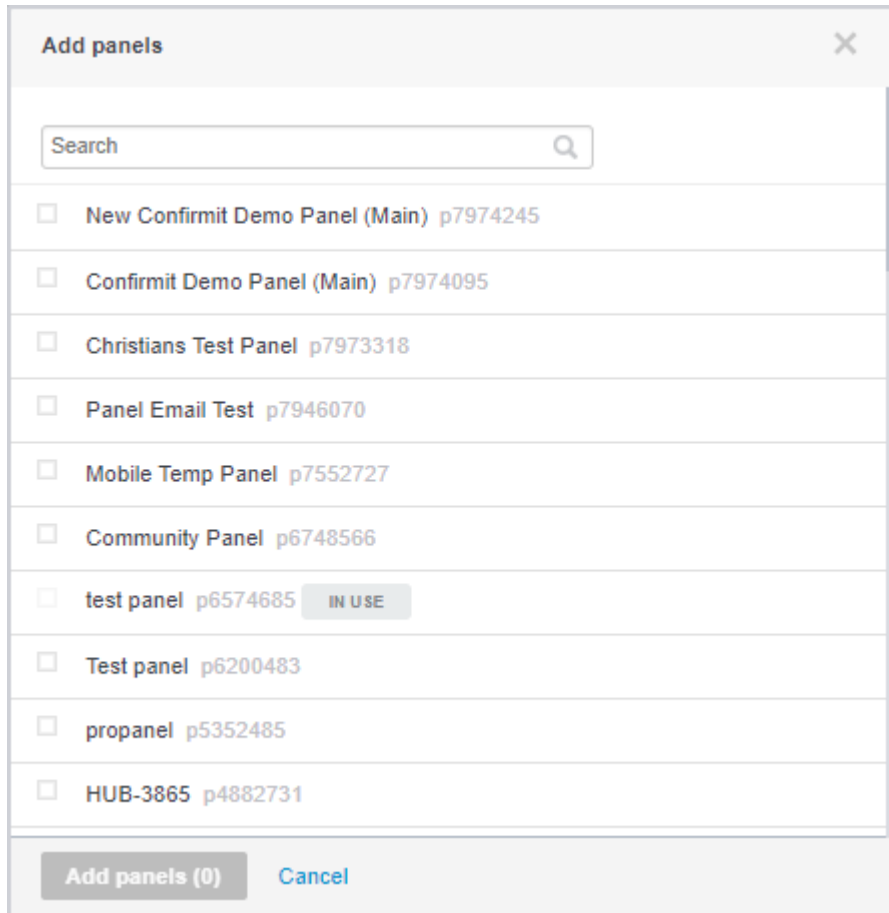 Add panels
Search
New Confirmit Demo Panel (Main) p7974245
Confirmit Demo Panel (Main) p7974095
Christians Test Panel p7973318
Panel Email Test p7946070
Mobile Temp Panel p7552727
Community Panel p6748566
test panel p6574685 IN USE
Test panel p6200483
propanel p5352485
HUB-3865 p4882731
Add panels (0) Cancel